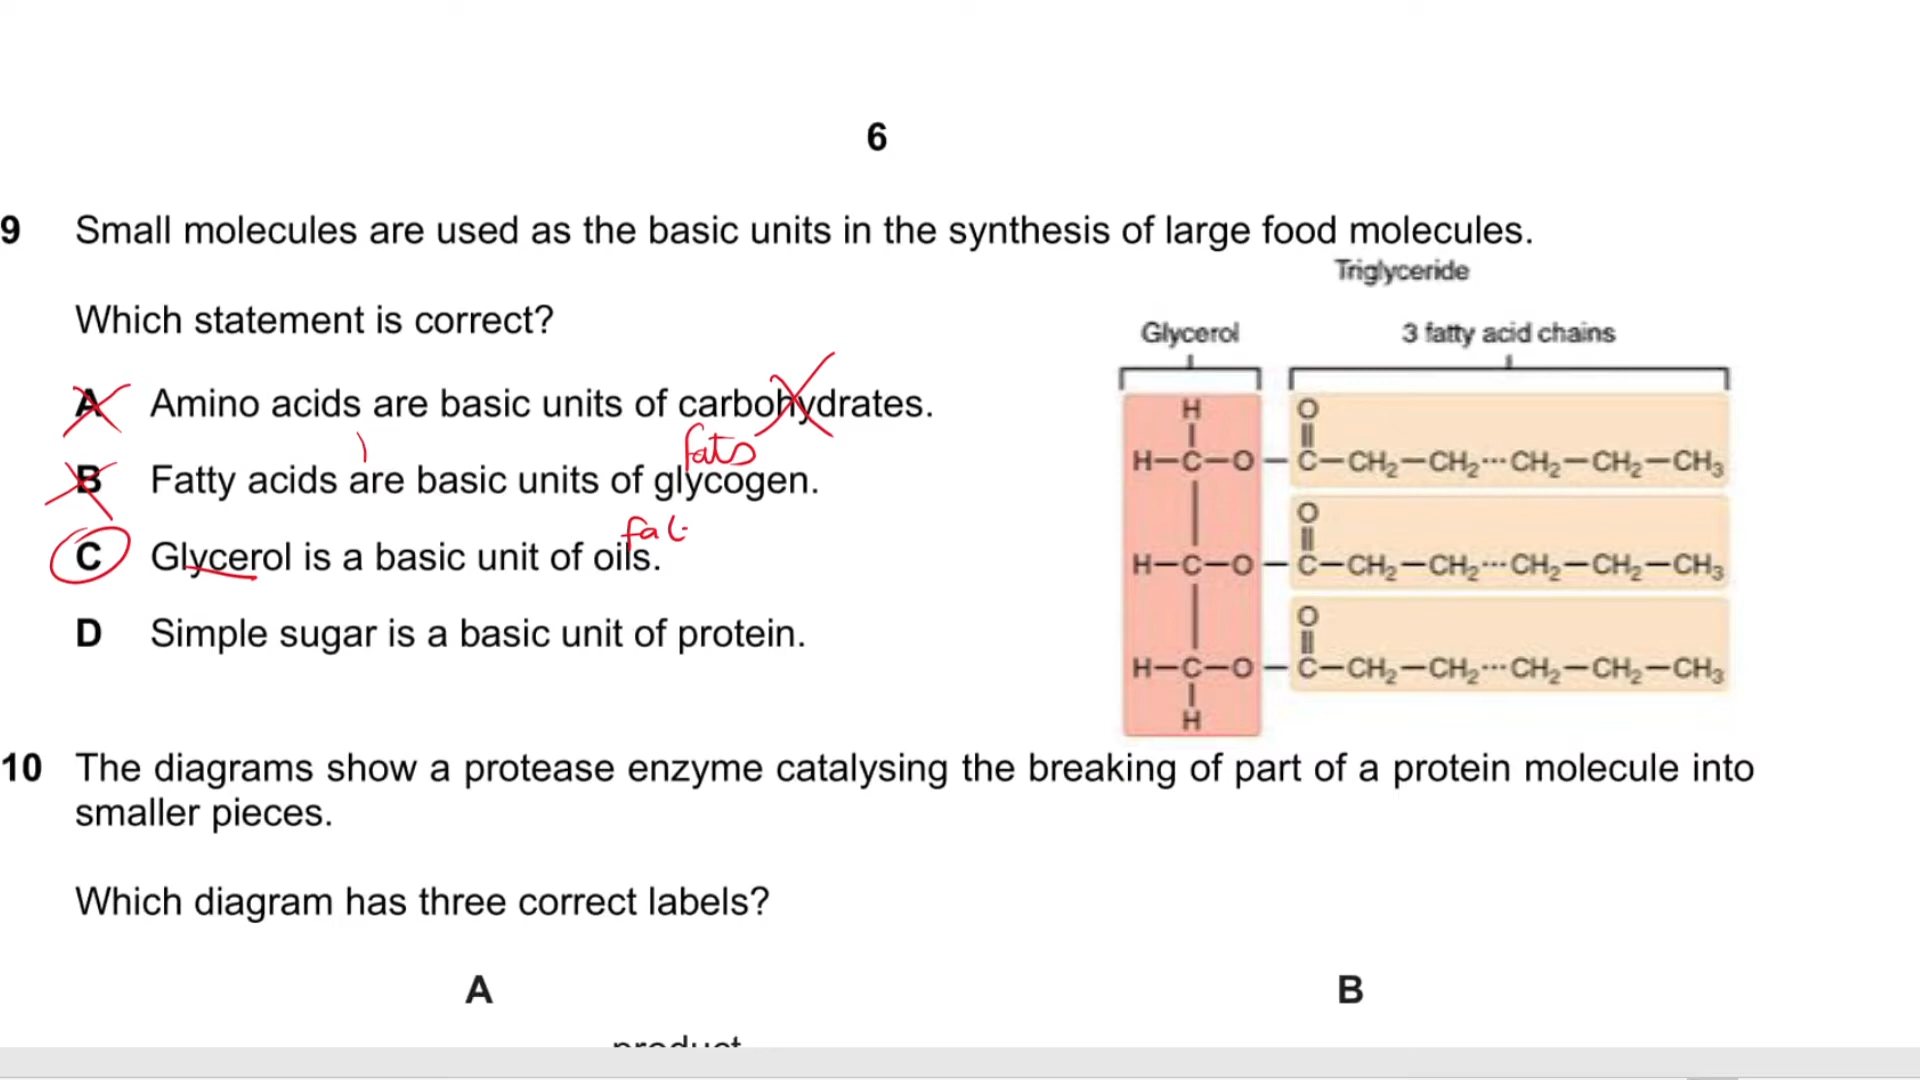 6
9 Small molecules are used as the basic units in the synthesis of large food molecules.
Triglyceride
Which statement is correct?
Glycerol 3 fatty acid chains
A Amino acids are basic units of carbohydrates.
fats
B Fatty acids are basic units of glycogen.
fat
C Glycerol is a basic unit of oils.
D Simple sugar is a basic unit of protein.
H O
H—C—O—C—CH₂—CH₂···CH₂—CH₂—CH₃
O
H—C—O—C—CH₂—CH₂···CH₂—CH₂—CH₃
O
H—C—O—C—CH₂—CH₂···CH₂—CH₂—CH₃
H
10 The diagrams show a protease enzyme catalysing the breaking of part of a protein molecule into
smaller pieces.
Which diagram has three correct labels?
A B
product